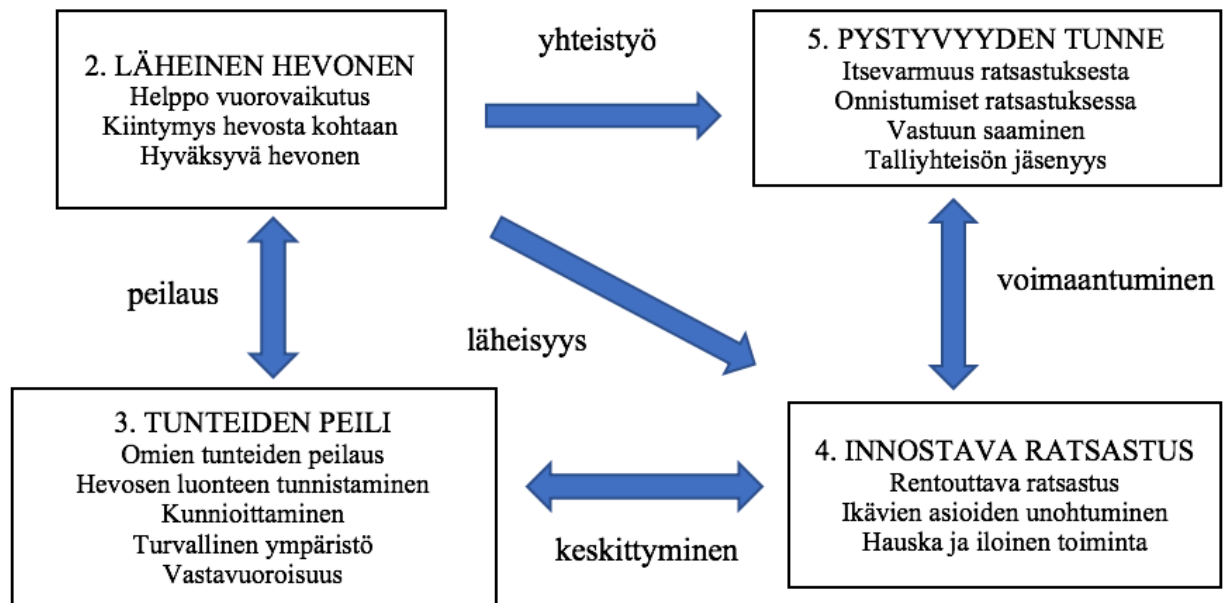 2. LÄHEINEN HEVONEN
Helppo vuorovaikutus
Kiintymys hevosta kohtaan
Hyväksyvä hevonen
yhteistyö
5. PYSTYVYYDEN TUNNE
Itsevarmuus ratsastuksesta
Onnistumiset ratsastuksessa
Vastuun saaminen
Talliyhteisön jäsenyys
peilaus
läheisyys
voimaantuminen
3. TUNTEIDEN PEILI
Omien tunteiden peilaus
Hevosen luonteen tunnistaminen
Kunnioittaminen
Turvallinen ympäristö
Vastavuoroisuus
keskittyminen
4. INNOSTAVA RATSASTUS
Rentouttava ratsastus
Ikävien asioiden unohtuminen
Hauska ja iloinen toiminta